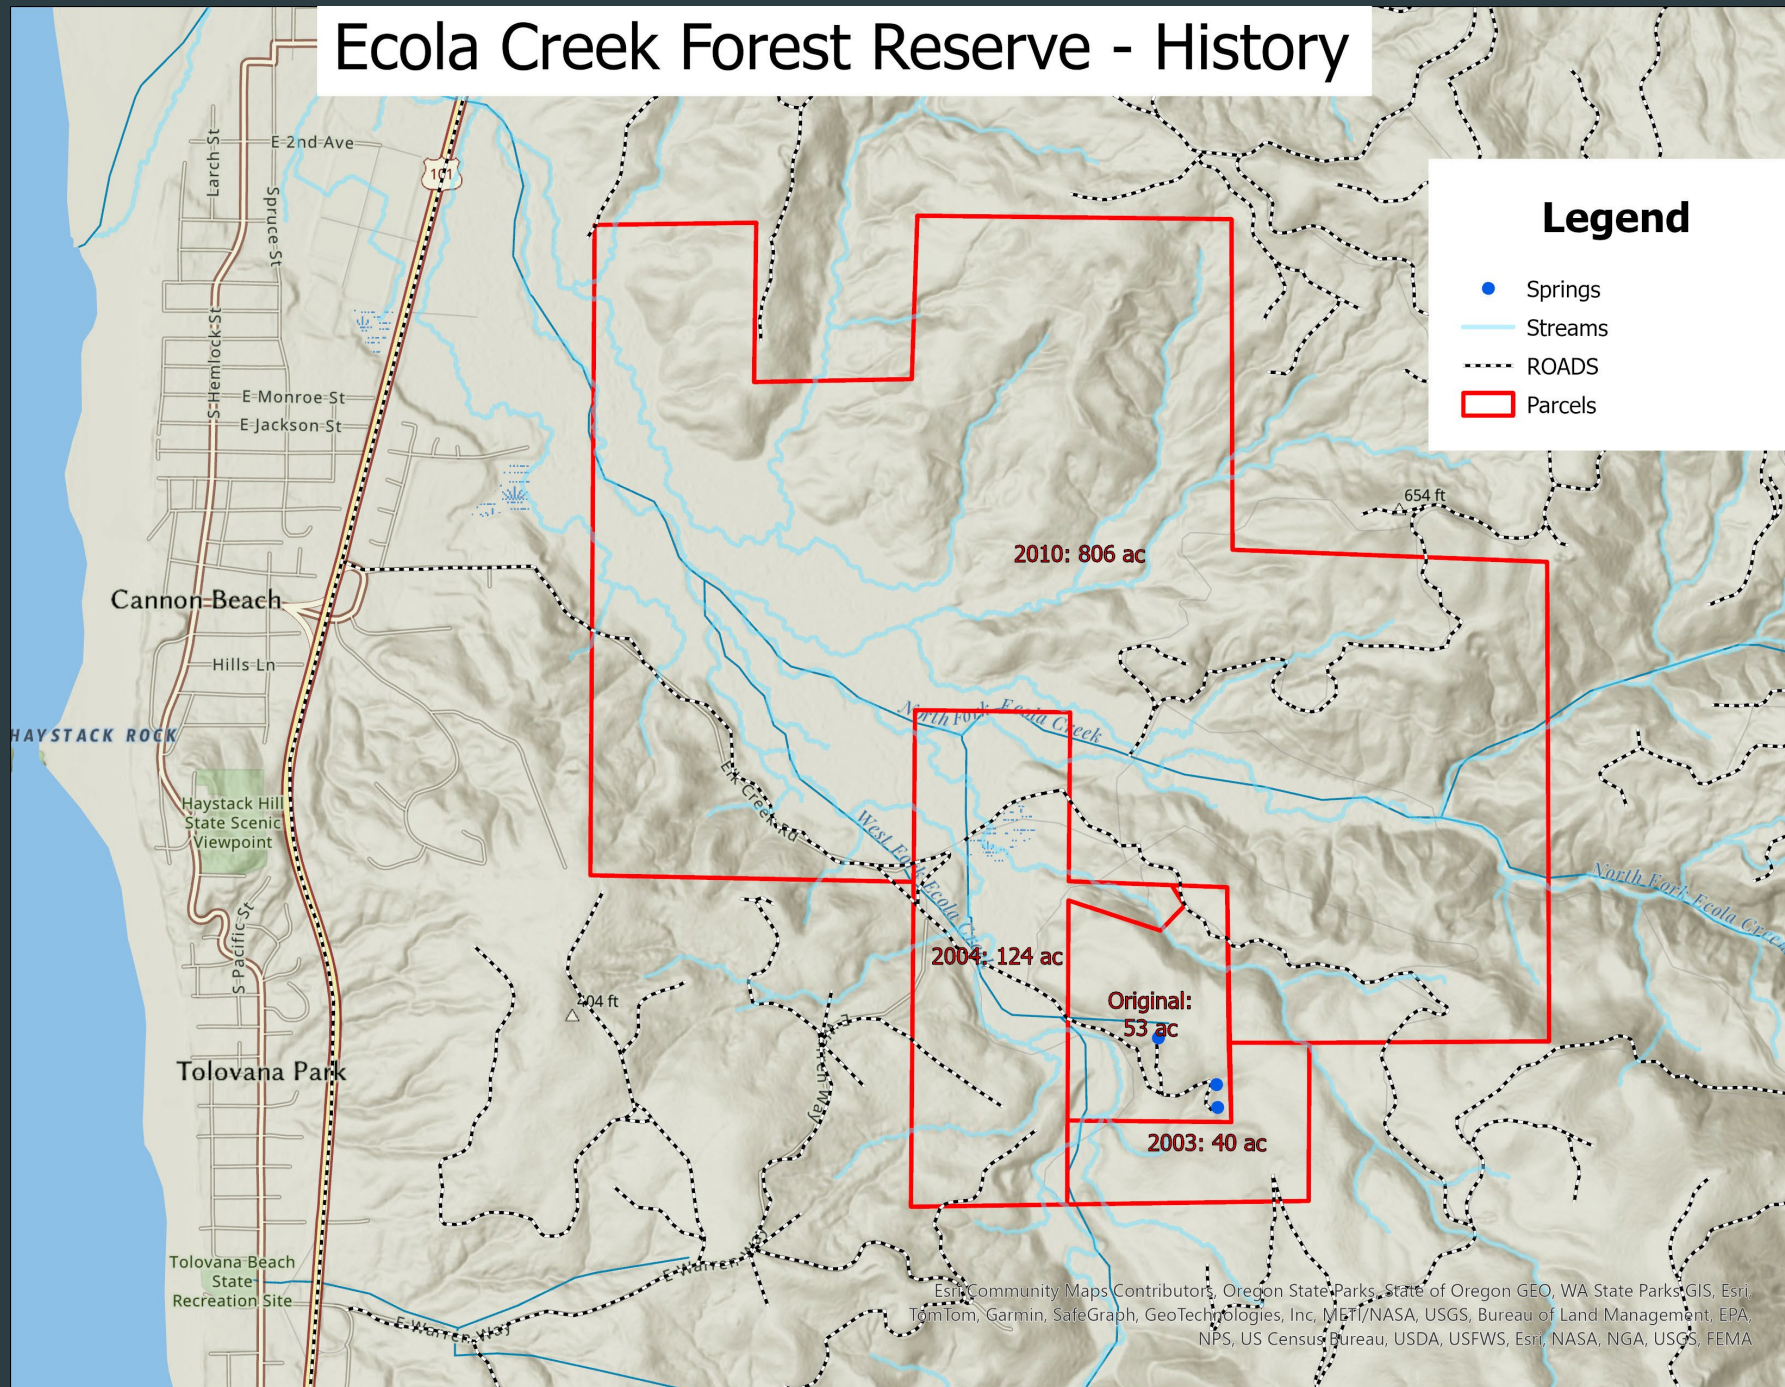 Ecola Creek Forest Reserve - History
Legend
Springs
Streams
ROADS
Parcels
E 2nd Ave
Larch St
101
Spruce St
S Hemlock St
E Monroe St
E Jackson St
654 ft
2010: 806 ac
Cannon Beach
Hills Ln
HAYSTACK ROCK
North Fork Ecola Creek
Elk Creek Rd
Haystack Hill
State Scenic
Viewpoint
West Fork Ecola Creek
North Fork Ecola Creek
S Pacific St
2004: 124 ac
404 ft
Original:
53 ac
Tolovana Park
2003: 40 ac
Tolovana Beach
State
Recreation Site
E Warren Way
E Warren Way
Esri Community Maps Contributors, Oregon State Parks, State of Oregon GEO, WA State Parks GIS, Esri,
TomTom, Garmin, SafeGraph, GeoTechnologies, Inc, METI/NASA, USGS, Bureau of Land Management, EPA,
NPS, US Census Bureau, USDA, USFWS, Esri, NASA, NGA, USGS, FEMA